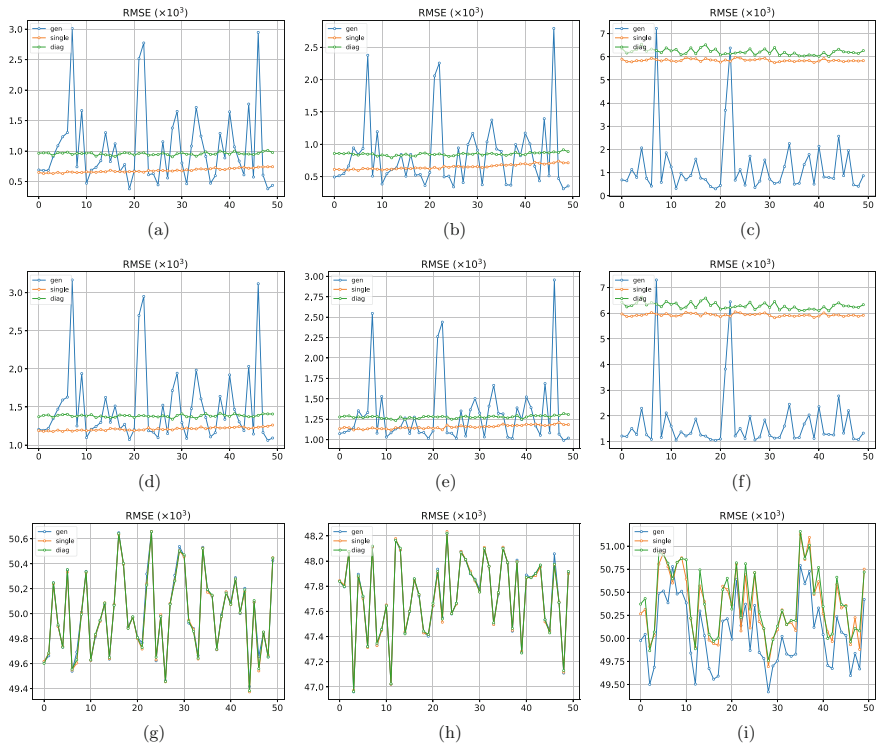 RMSE (×10³)
3.0
2.5
2.0
1.5
1.0
0.5
gen
single
diag
0 10 20 30 40 50
(a)
RMSE (×10³)
2.5
2.0
1.5
1.0
0.5
gen
single
diag
0 10 20 30 40 50
(b)
RMSE (×10³)
7
6
5
4
3
2
1
gen
single
diag
0 10 20 30 40 50
(c)
RMSE (×10³)
3.0
2.5
2.0
1.5
1.0
gen
single
diag
0 10 20 30 40 50
(d)
RMSE (×10³)
3.00
2.75
2.50
2.25
2.00
1.75
1.50
1.25
1.00
gen
single
diag
0 10 20 30 40 50
(e)
RMSE (×10³)
7
6
5
4
3
2
1
gen
single
diag
0 10 20 30 40 50
(f)
RMSE (×10³)
50.6
50.4
50.2
50.0
49.8
49.6
49.4
gen
single
diag
0 10 20 30 40 50
(g)
RMSE (×10³)
48.2
48.0
47.8
47.6
47.4
47.2
47.0
gen
single
diag
0 10 20 30 40 50
(h)
RMSE (×10³)
51.00
50.75
50.50
50.25
50.00
49.75
49.50
gen
single
diag
0 10 20 30 40 50
(i)